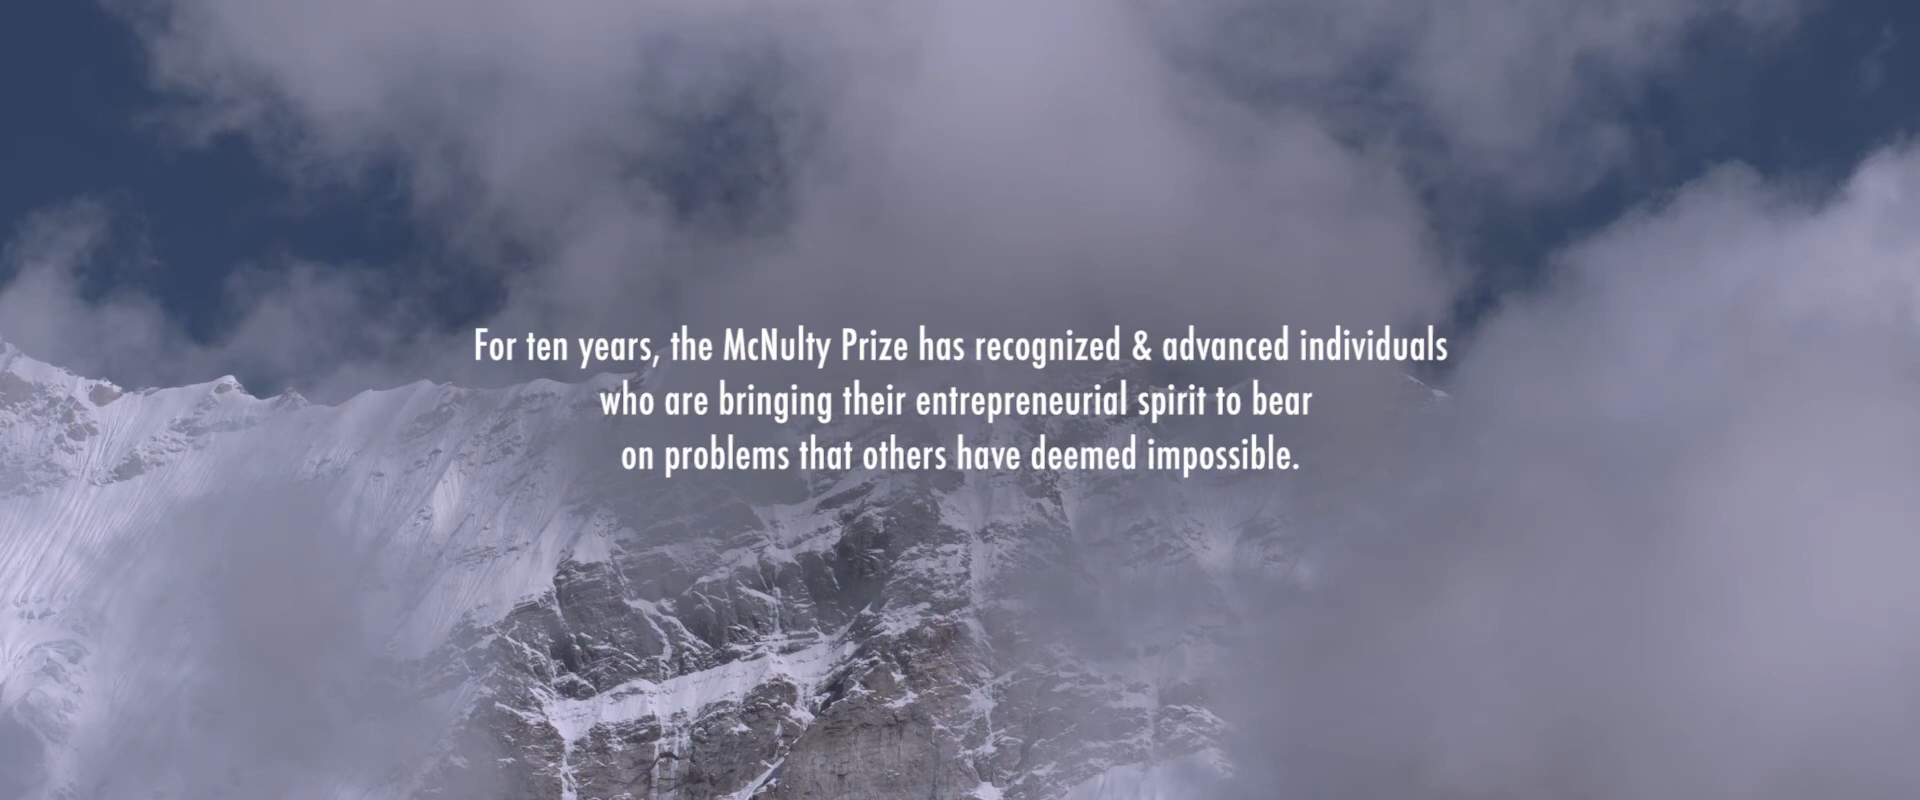 For ten years, the McNulty Prize has recognized & advanced individuals
who are bringing their entrepreneurial spirit to bear
on problems that others have deemed impossible.